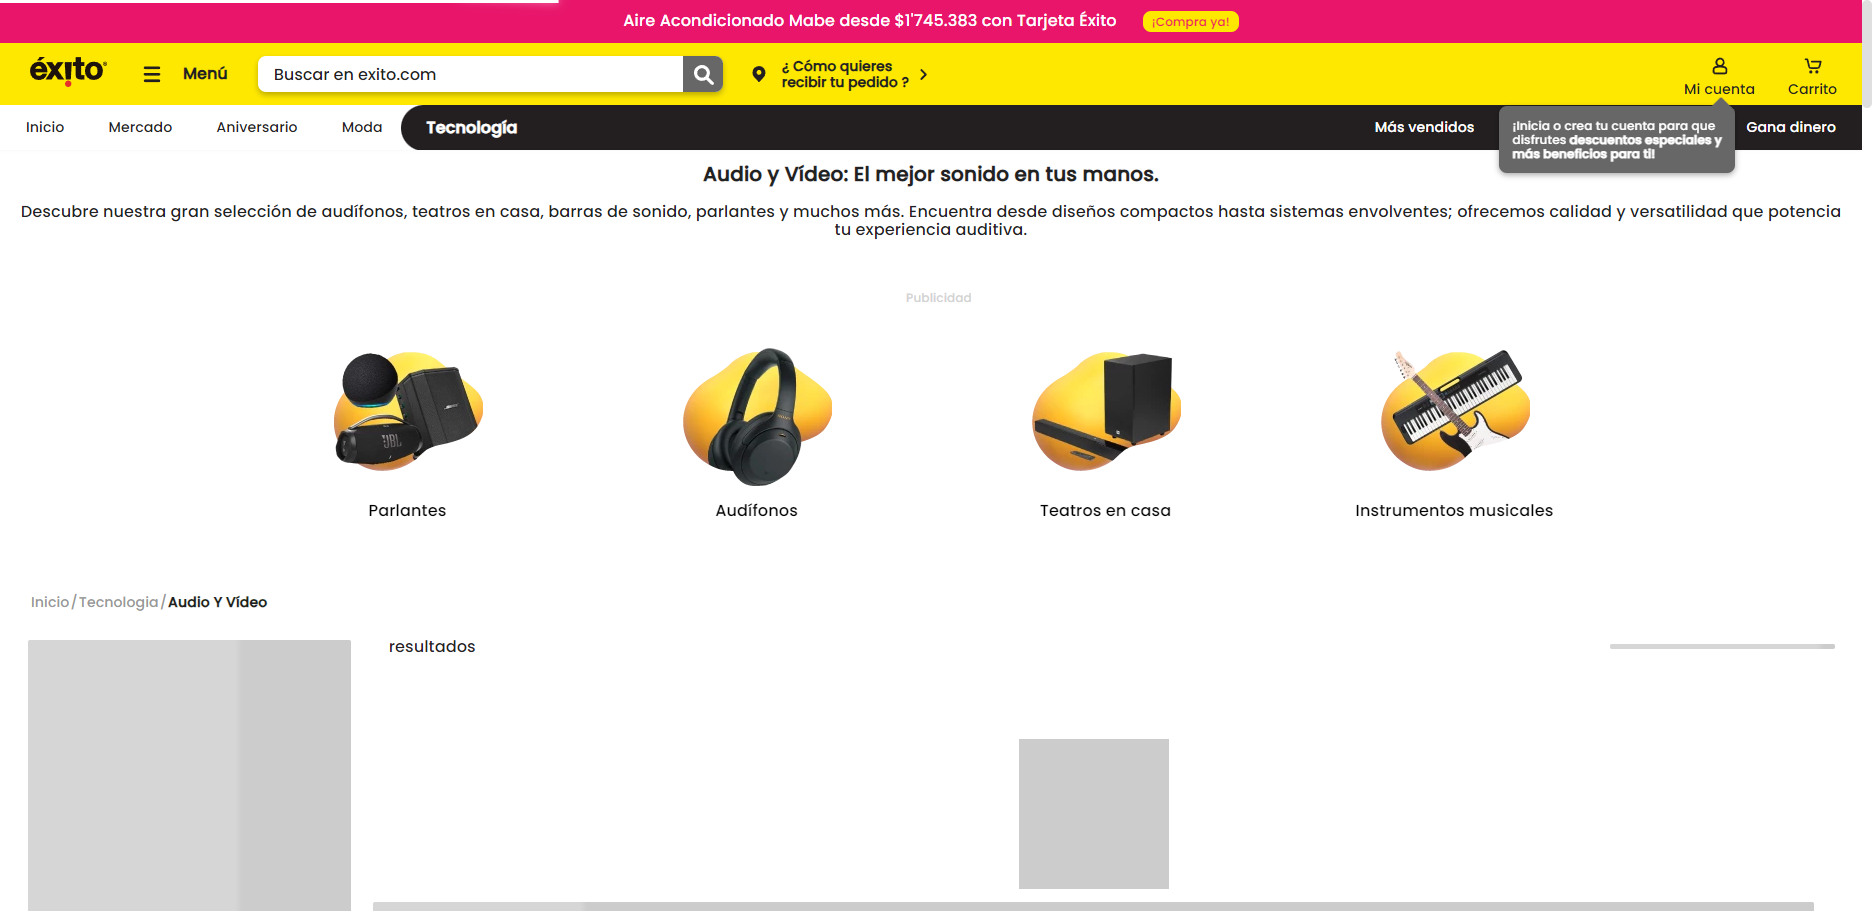 Aire Acondicionado Mabe desde $1'745.383 con Tarjeta Éxito
¡Compra ya!
éxito
Menú
Buscar en exito.com
¿ Cómo quieres
recibir tu pedido ?
Mi cuenta
Carrito
Inicio
Mercado
Aniversario
Moda
Tecnología
Más vendidos
Gana dinero
¡Inicia o crea tu cuenta para que
disfrutes descuentos especiales y
más beneficios para ti!
Audio y Vídeo: El mejor sonido en tus manos.
Descubre nuestra gran selección de audífonos, teatros en casa, barras de sonido, parlantes y muchos más. Encuentra desde diseños compactos hasta sistemas envolventes; ofrecemos calidad y versatilidad que potencia
tu experiencia auditiva.
Publicidad
JBL
Parlantes
Audífonos
Teatros en casa
Instrumentos musicales
Inicio/Tecnologia/Audio Y Vídeo
resultados